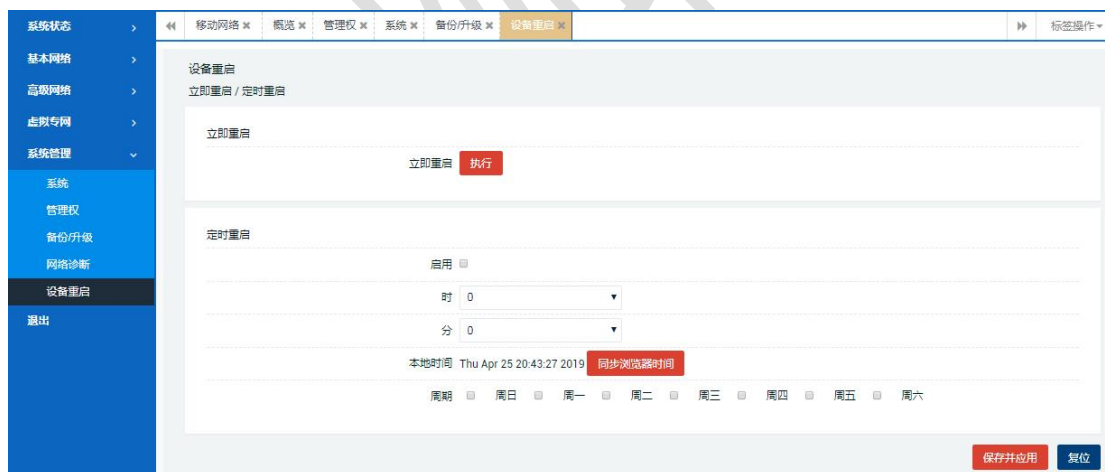 系统状态
基本网络
高级网络
虚拟专网
系统管理
系统
管理权
备份/升级
网络诊断
设备重启
退出
移动网络 概览 管理权 系统 备份/升级 设备重启 标签操作
设备重启
立即重启 / 定时重启
立即重启
立即重启 执行
定时重启
启用
时 0
分 0
本地时间 Thu Apr 25 20:43:27 2019 同步浏览器时间
周期 周日 周一 周二 周三 周四 周五 周六
保存并应用 复位